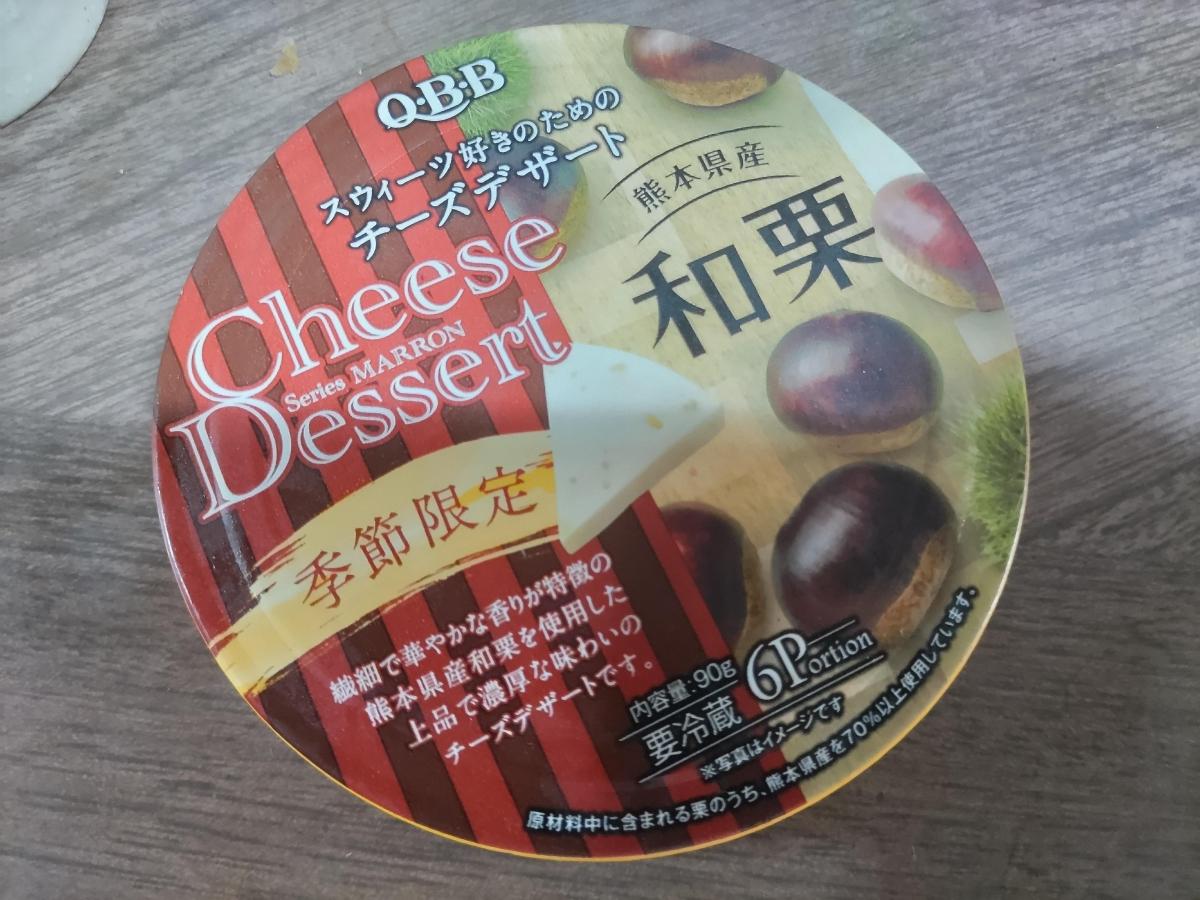 Q·B·B
スウィーツ好きのための
チーズデザート
Cheese
Series MARRON
Dessert
季節限定
熊本県産
和栗
繊細で華やかな香りが特徴の
熊本県産和栗を使用した
上品で濃厚な味わいの
チーズデザートです。
内容量:90g
要冷蔵
6Portion
※写真はイメージです
原材料中に含まれる栗のうち、熊本県産を70%以上使用しています。